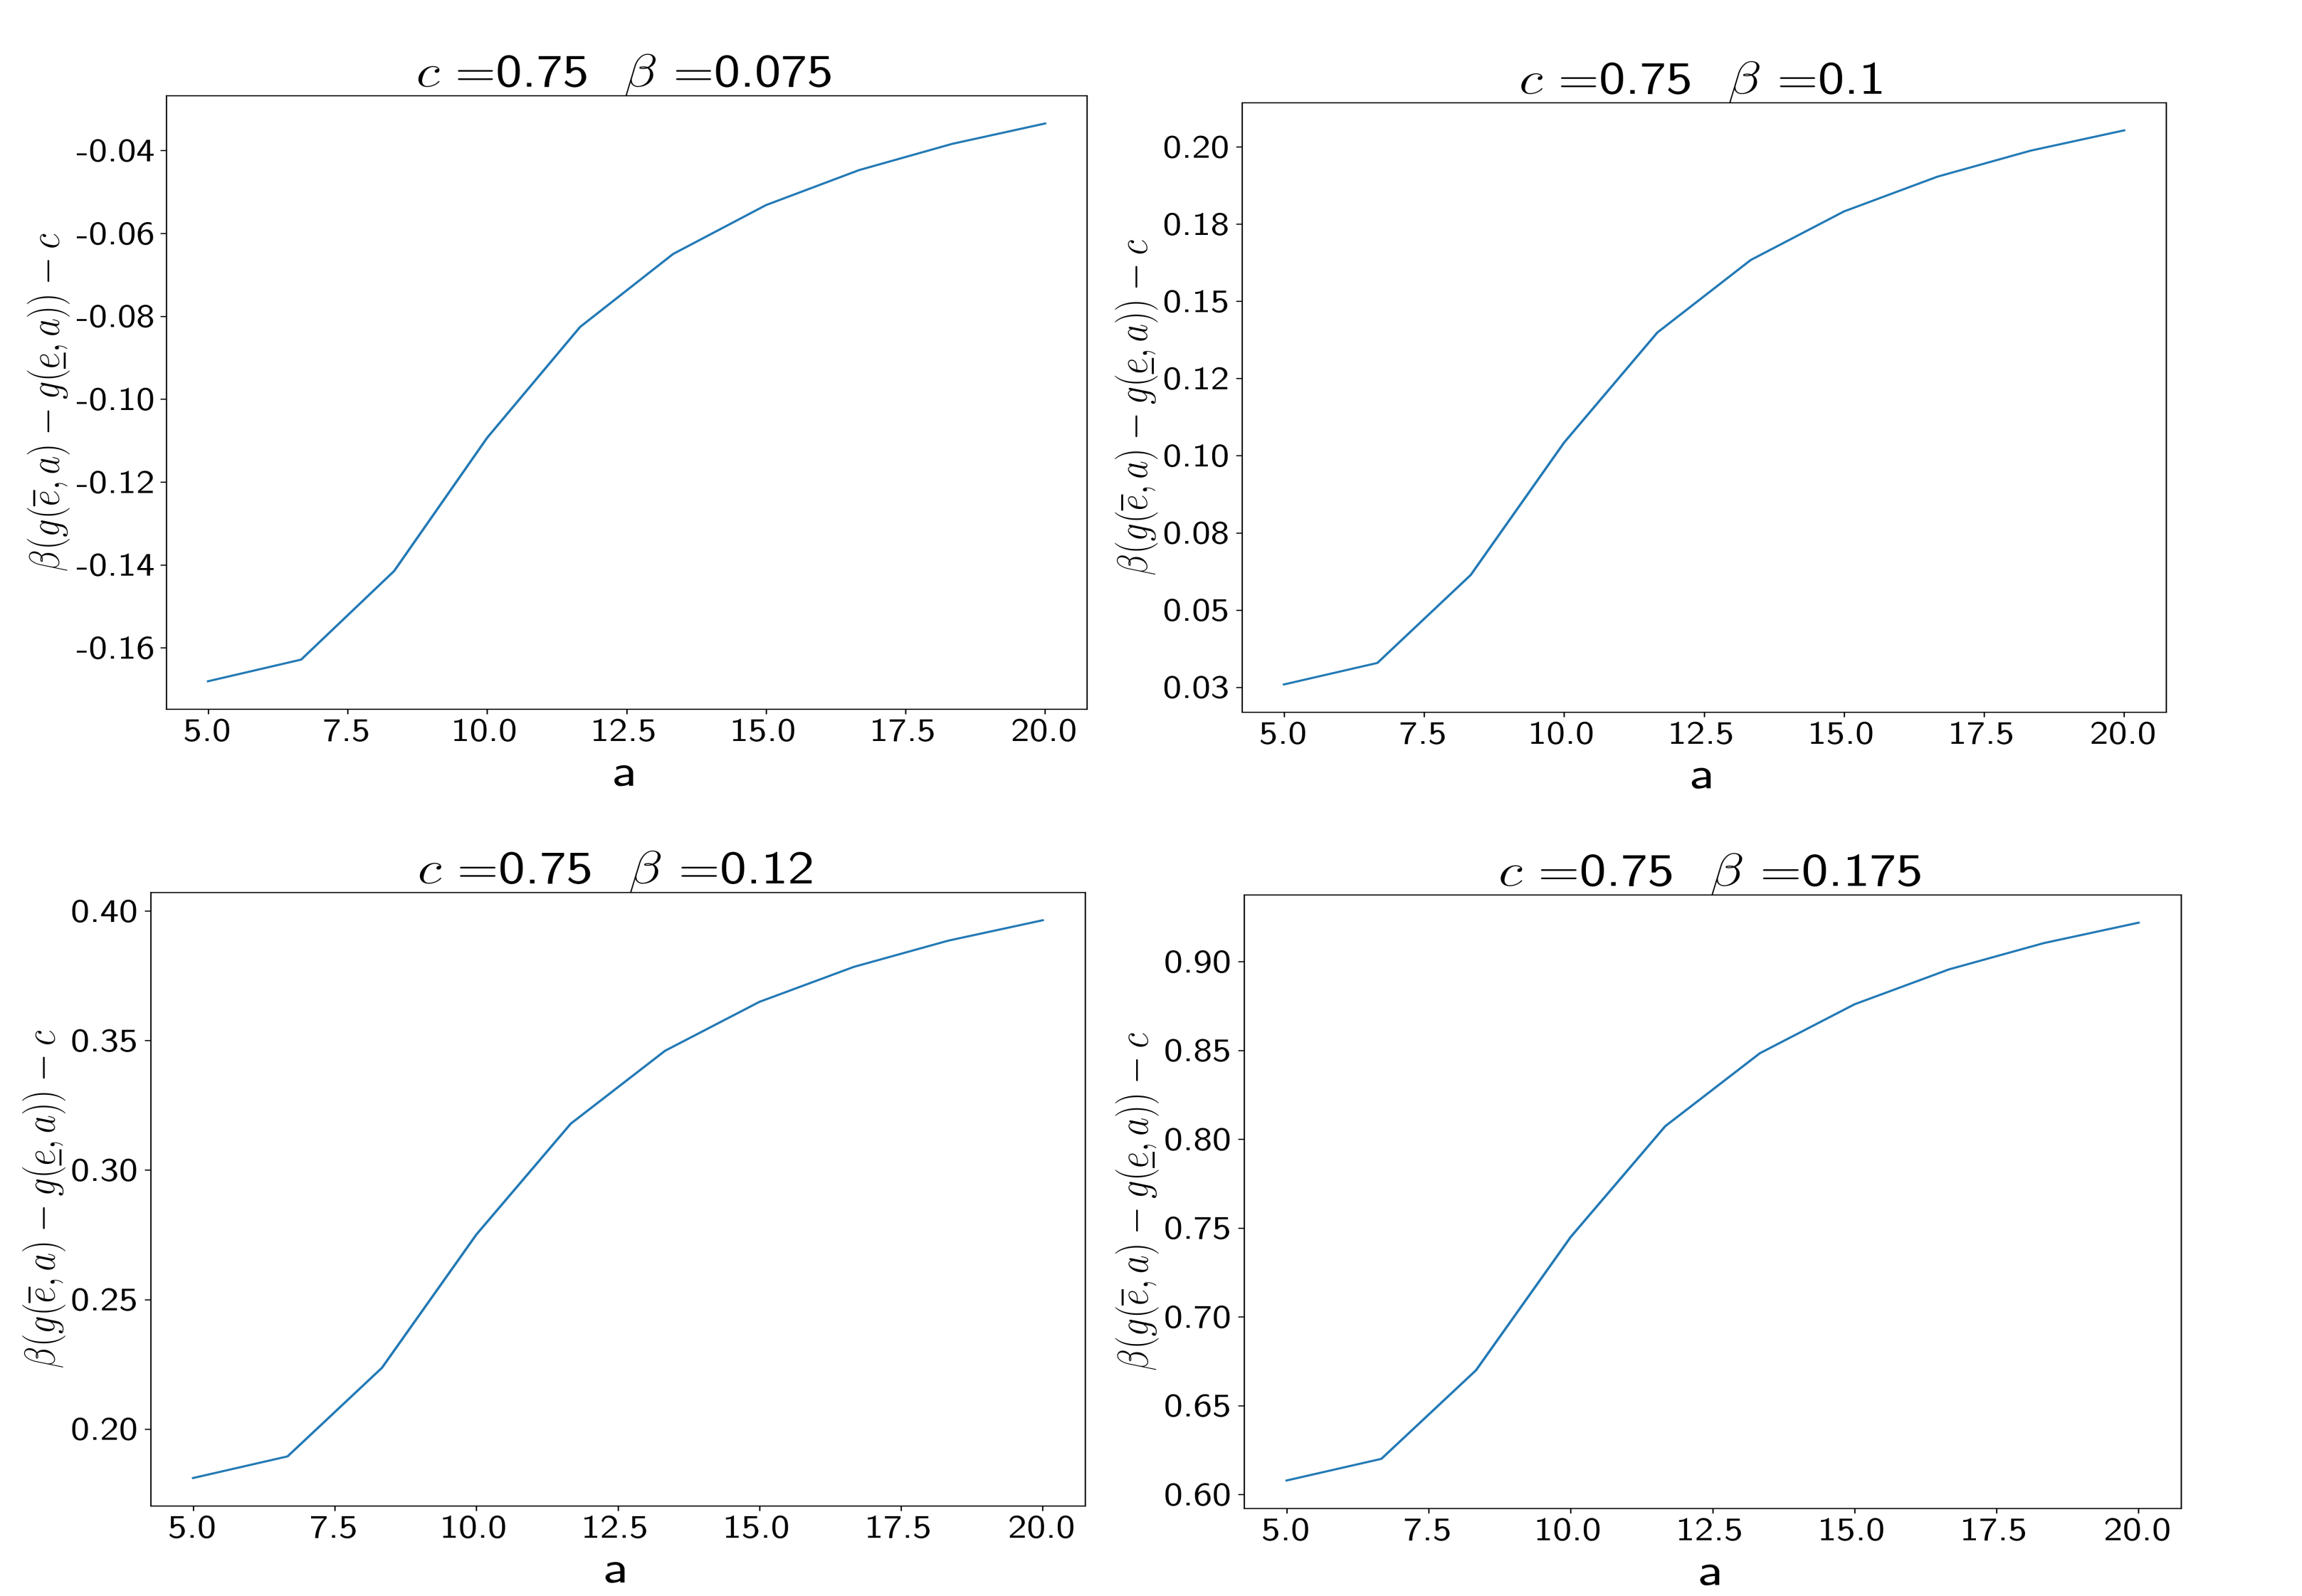 c =0.75 β =0.075
β(g(e̅, a) − g(e̲, a)) − c
-0.04
-0.06
-0.08
-0.10
-0.12
-0.14
-0.16
5.0 7.5 10.0 12.5 15.0 17.5 20.0
a
c =0.75 β =0.1
β(g(e̅, a) − g(e̲, a)) − c
0.20
0.18
0.15
0.12
0.10
0.08
0.05
0.03
5.0 7.5 10.0 12.5 15.0 17.5 20.0
a
c =0.75 β =0.12
β(g(e̅, a) − g(e̲, a)) − c
0.40
0.35
0.30
0.25
0.20
5.0 7.5 10.0 12.5 15.0 17.5 20.0
a
c =0.75 β =0.175
β(g(e̅, a) − g(e̲, a)) − c
0.90
0.85
0.80
0.75
0.70
0.65
0.60
5.0 7.5 10.0 12.5 15.0 17.5 20.0
a